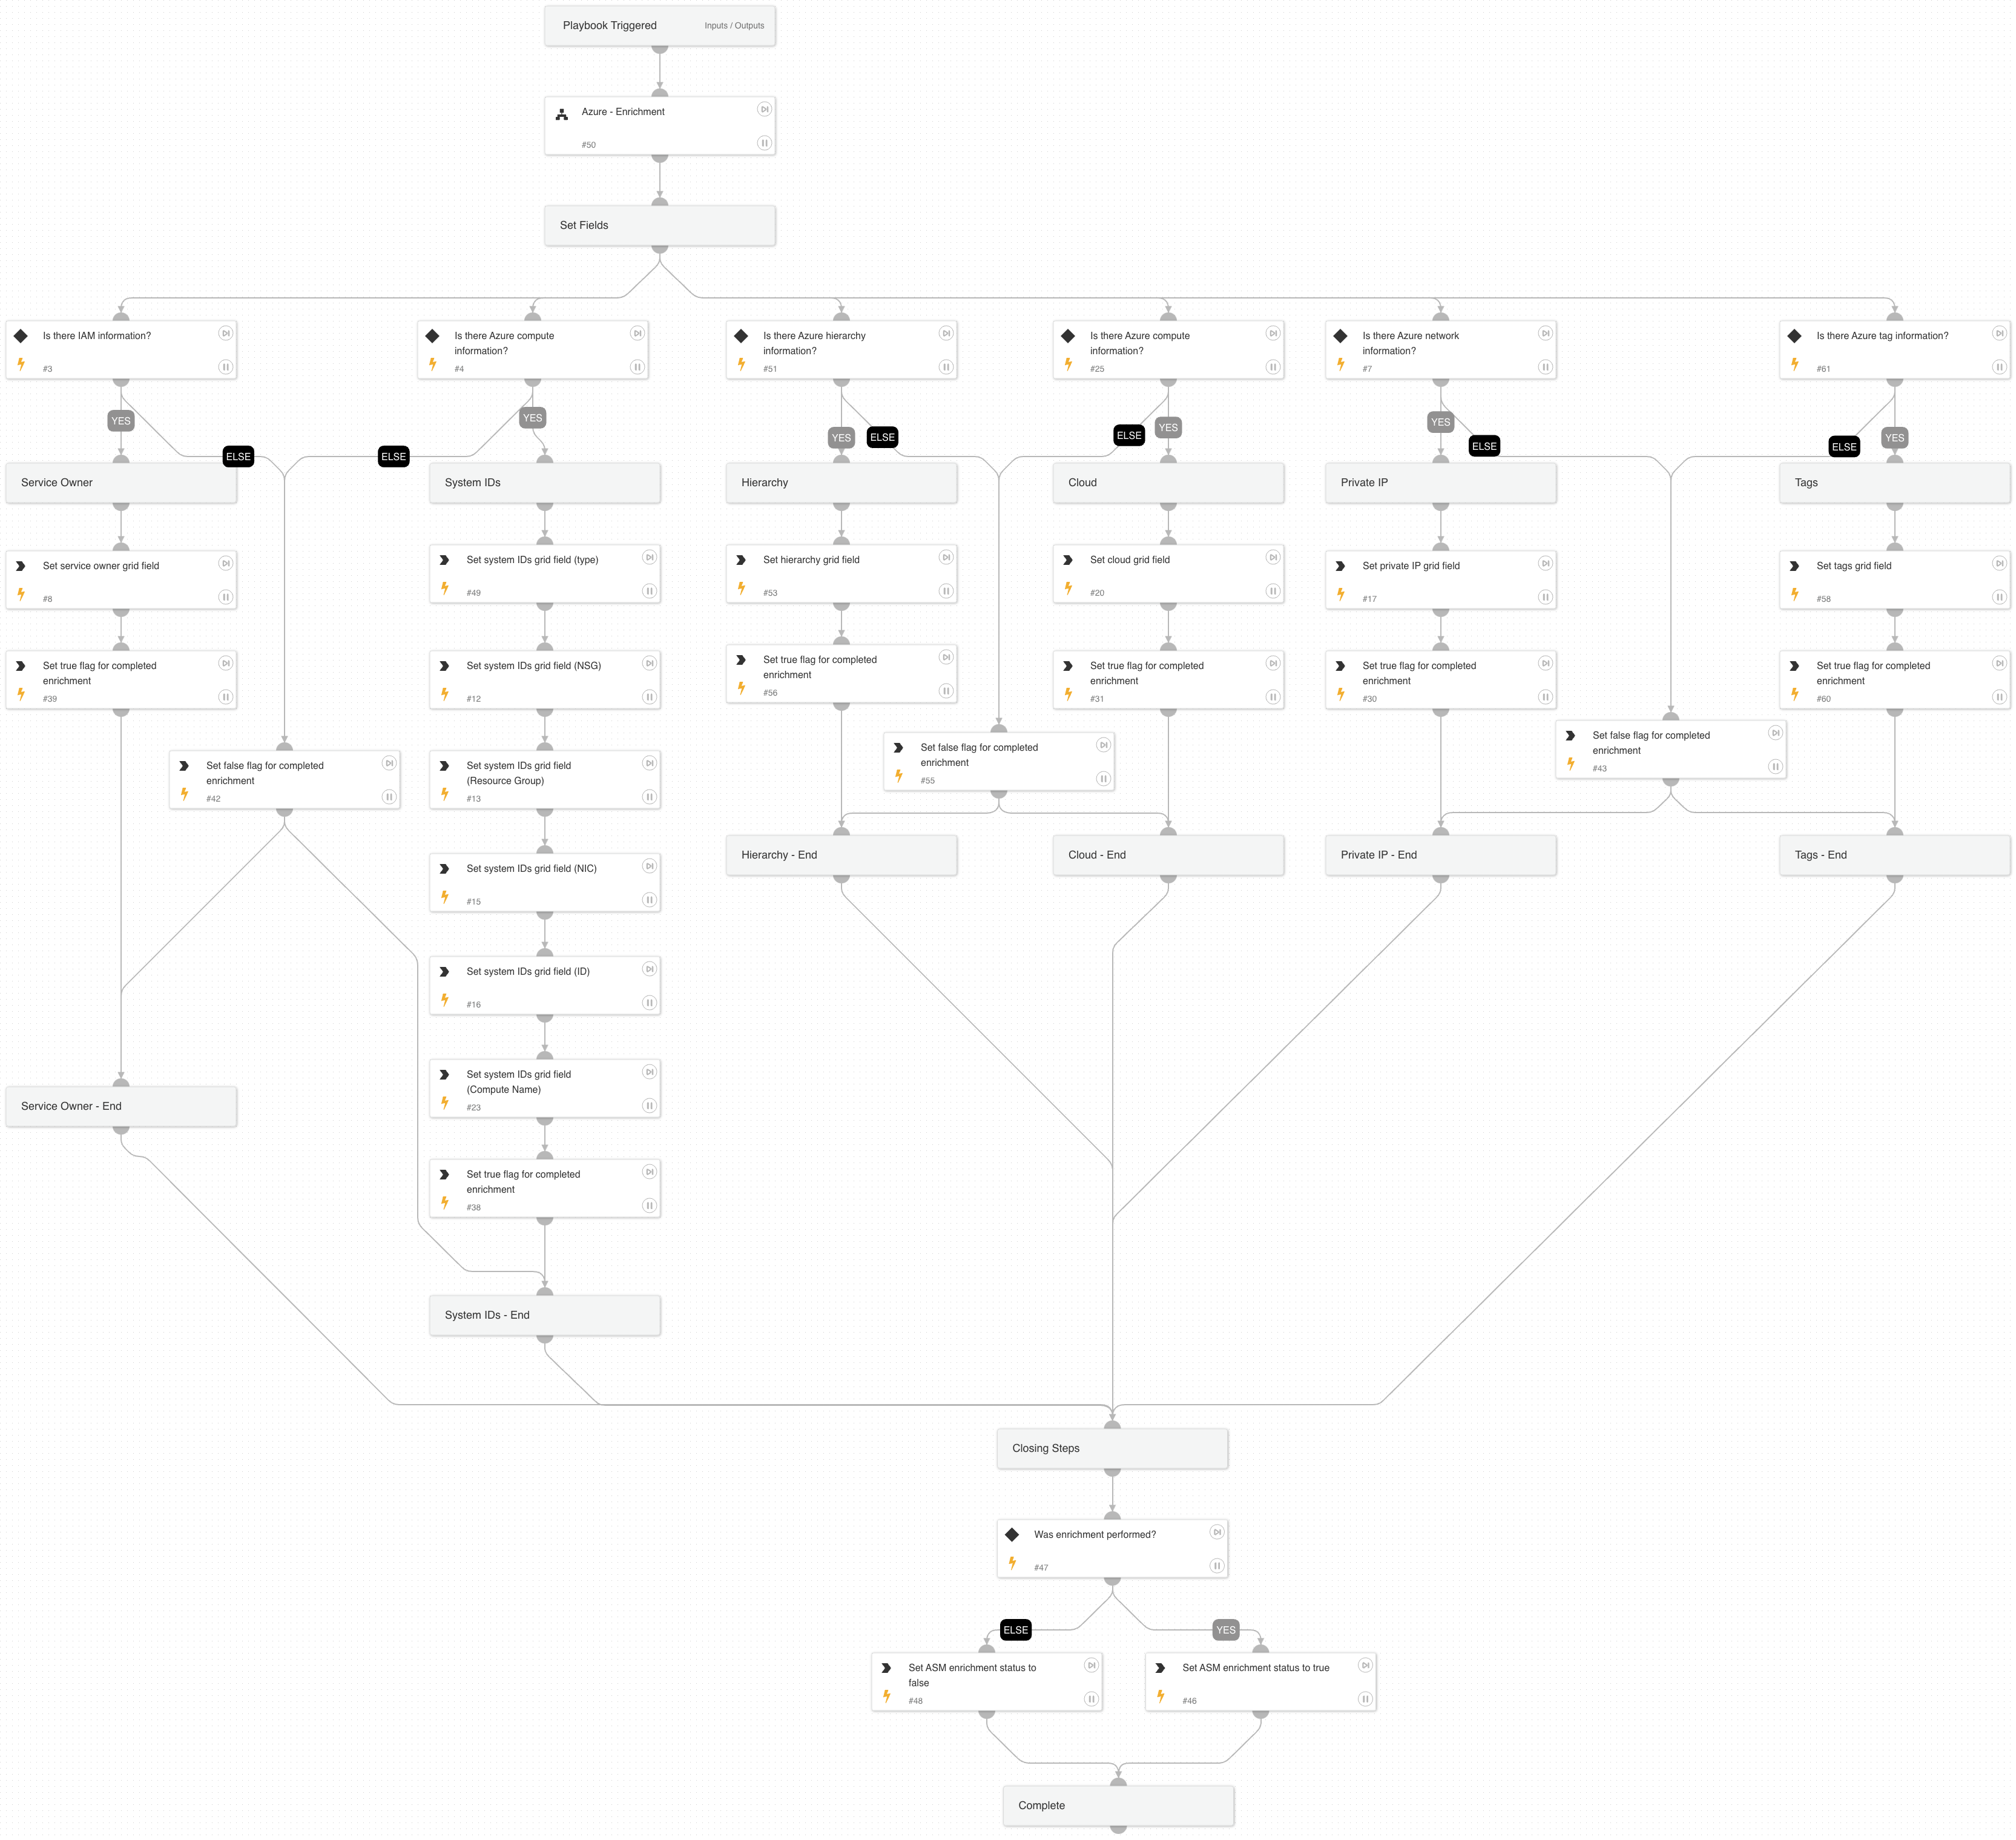 Playbook Triggered
Inputs / Outputs
Azure - Enrichment
#50
Set Fields
Is there IAM information?
#3
Is there Azure compute
information?
#4
Is there Azure hierarchy
information?
#51
Is there Azure compute
information?
#25
Is there Azure network
information?
#7
Is there Azure tag information?
#61
YES
ELSE
ELSE
YES
YES
ELSE
ELSE
YES
YES
ELSE
ELSE
YES
Service Owner
System IDs
Hierarchy
Cloud
Private IP
Tags
Set service owner grid field
#8
Set system IDs grid field (type)
#49
Set hierarchy grid field
#53
Set cloud grid field
#20
Set private IP grid field
#17
Set tags grid field
#58
Set true flag for completed
enrichment
#39
Set system IDs grid field (NSG)
#12
Set true flag for completed
enrichment
#56
Set true flag for completed
enrichment
#31
Set true flag for completed
enrichment
#30
Set true flag for completed
enrichment
#60
Set false flag for completed
enrichment
#42
Set system IDs grid field
(Resource Group)
#13
Set false flag for completed
enrichment
#55
Set false flag for completed
enrichment
#43
Set system IDs grid field (NIC)
#15
Hierarchy - End
Cloud - End
Private IP - End
Tags - End
Set system IDs grid field (ID)
#16
Set system IDs grid field
(Compute Name)
#23
Service Owner - End
Set true flag for completed
enrichment
#38
System IDs - End
Closing Steps
Was enrichment performed?
#47
ELSE
YES
Set ASM enrichment status to
false
#48
Set ASM enrichment status to true
#46
Complete